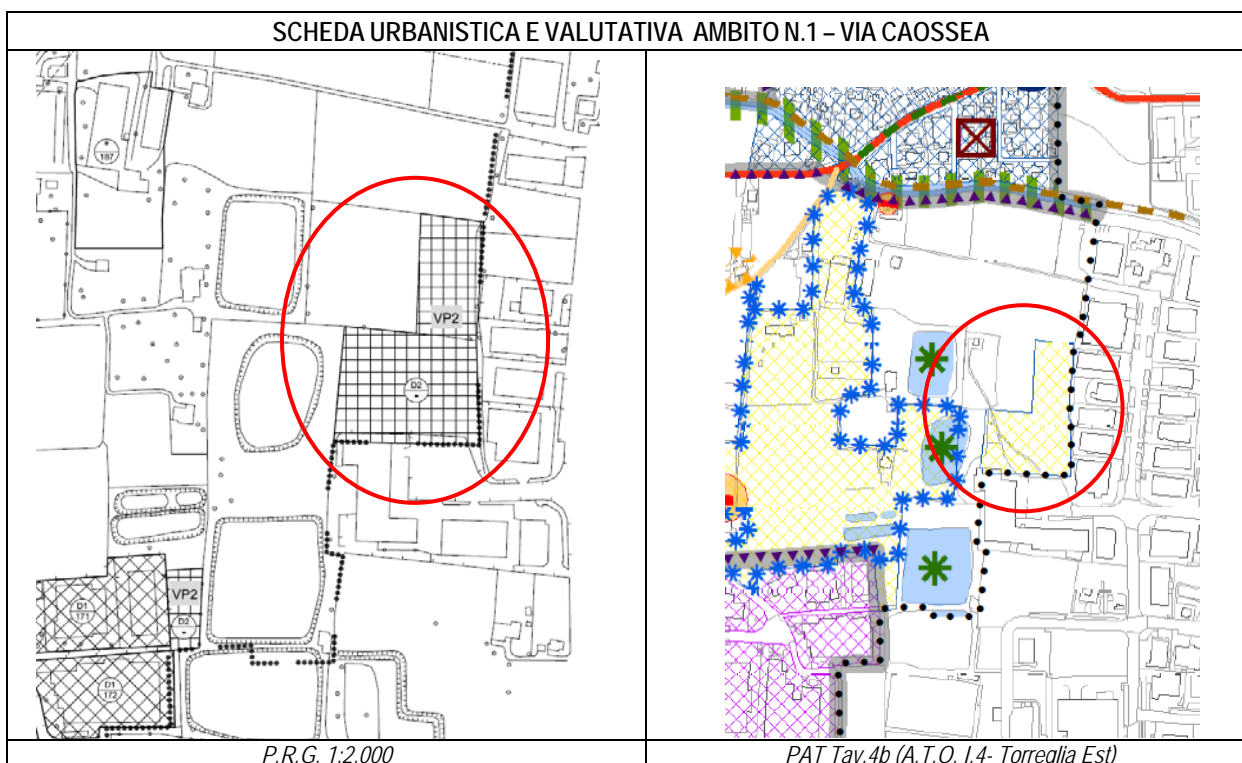 SCHEDA URBANISTICA E VALUTATIVA AMBITO N.1 – VIA CAOSSEA
187
VP2
D2
-
VP2
D1
171
D2
-
D1
172
P.R.G. 1:2.000
PAT Tav.4b (A.T.O. I.4- Torreglia Est)